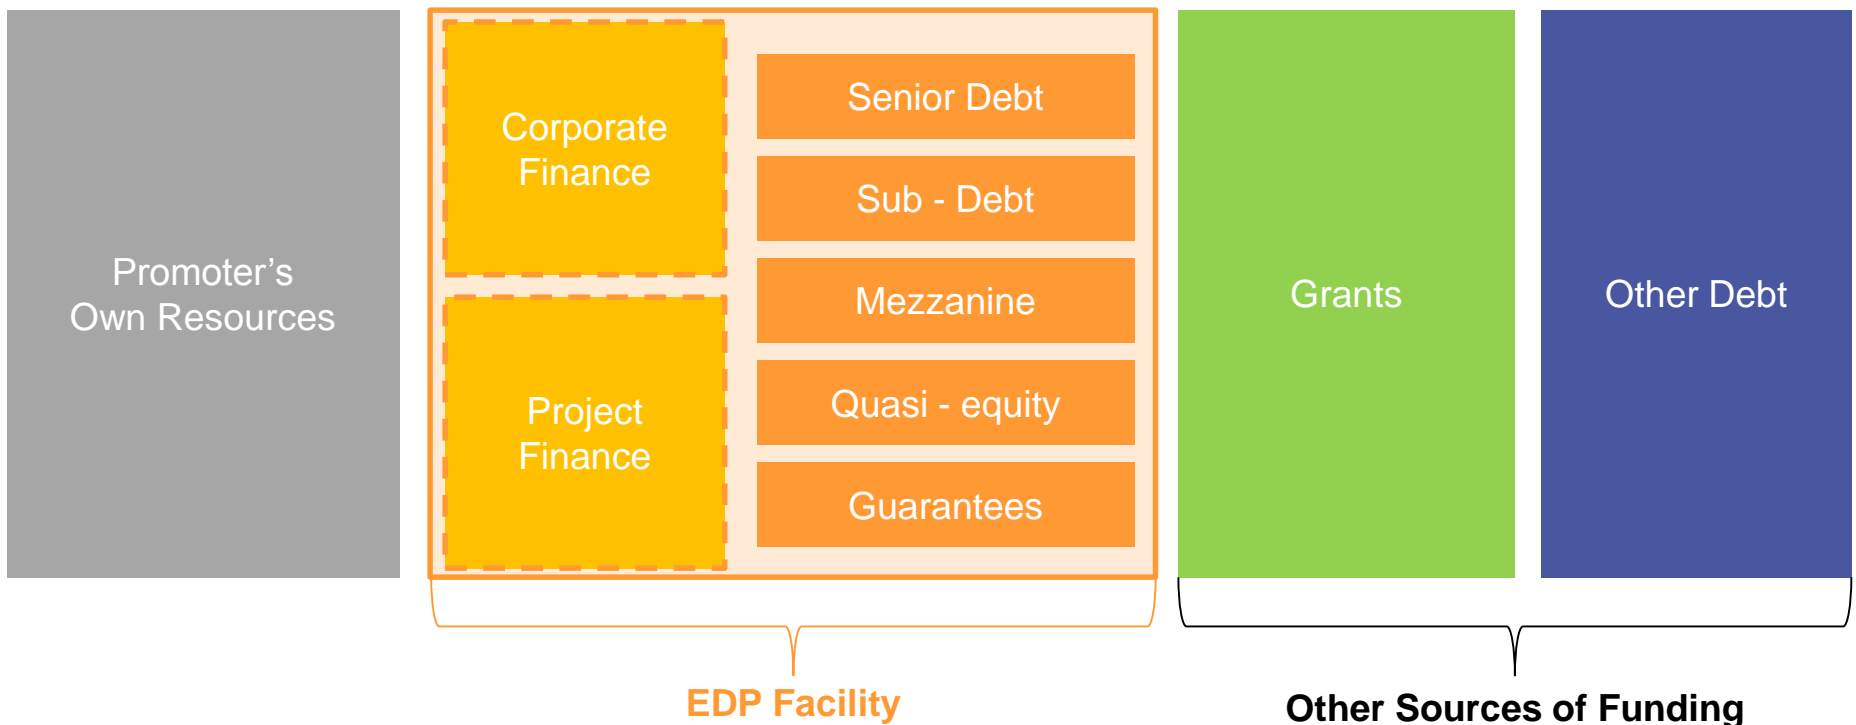 Promoter’s
Own Resources
Corporate
Finance
Project
Finance
Senior Debt
Sub - Debt
Mezzanine
Quasi - equity
Guarantees
Grants
Other Debt
EDP Facility
Other Sources of Funding